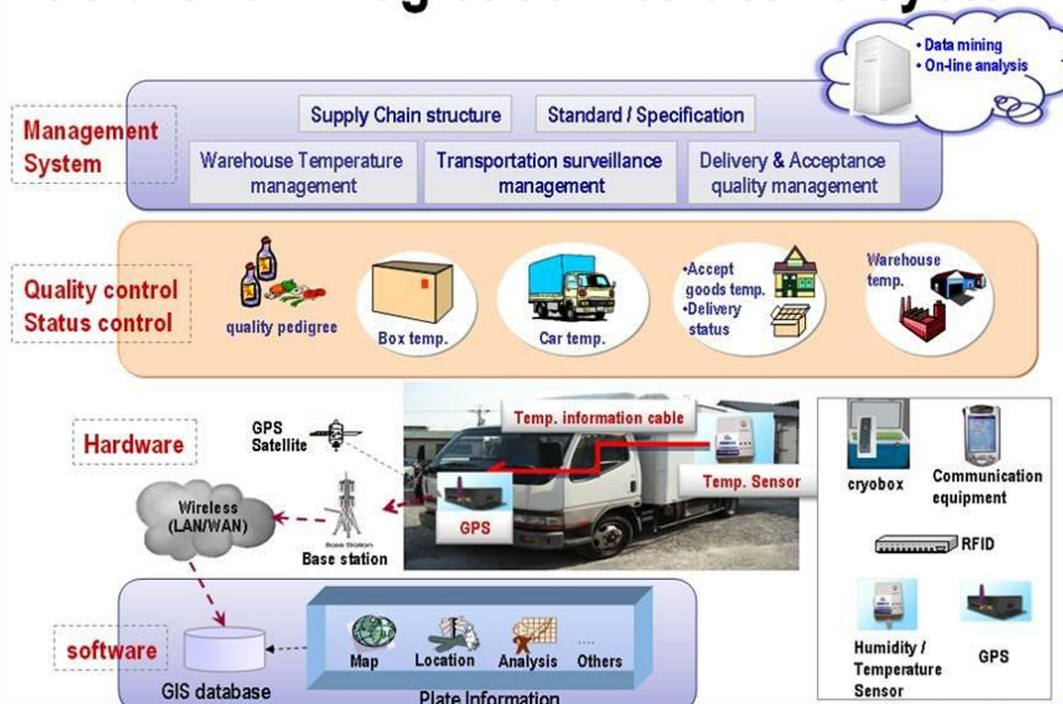 • Data mining
• On-line analysis
Management
System
Supply Chain structure
Standard / Specification
Warehouse Temperature
management
Transportation surveillance
management
Delivery & Acceptance
quality management
Quality control
Status control
quality pedigree
Box temp.
Car temp.
•Accept
goods temp.
•Delivery
status
Warehouse
temp.
Hardware
GPS
Satellite
Temp. information cable
Temp. Sensor
GPS
Wireless
(LAN/WAN)
Base Station
Base station
cryobox
Communication
equipment
RFID
Humidity /
Temperature
Sensor
GPS
software
GIS database
Map
Location
Analysis
....
Others
Plate Information